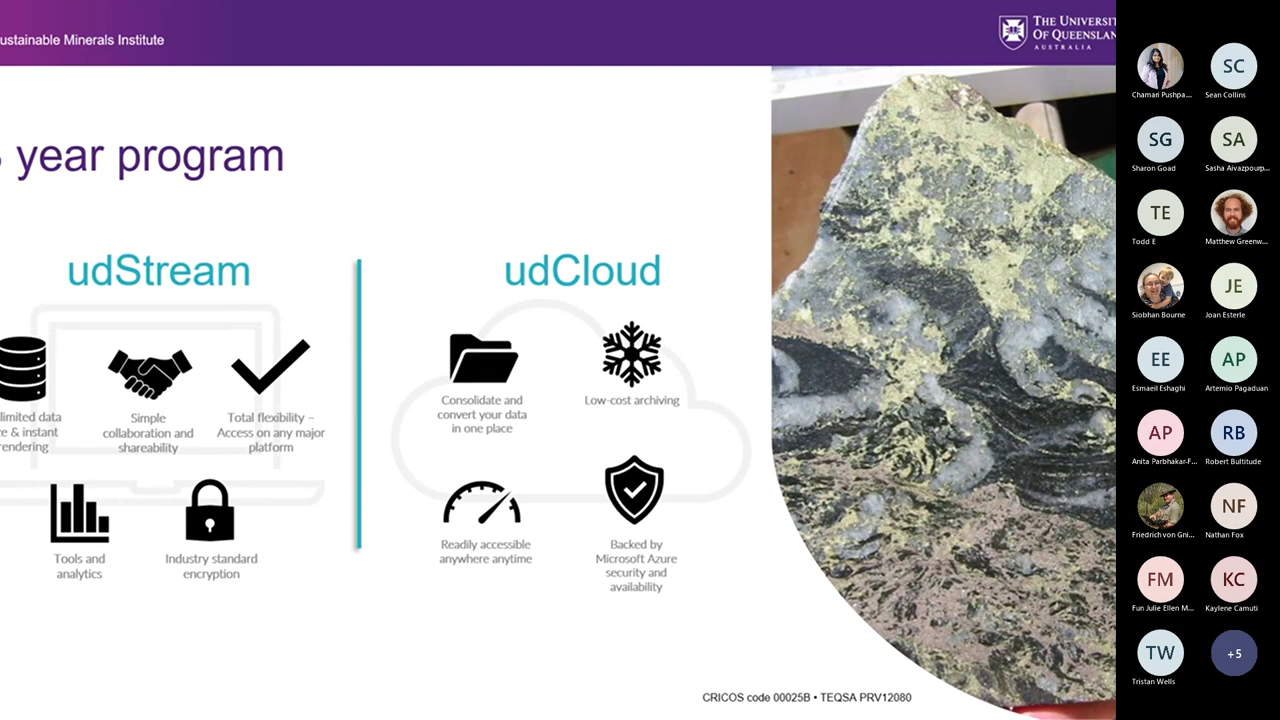 ustainable Minerals Institute
THE UNIVERSIT
OF QUEENSLAN
AUSTRALIA
year program
udStream
udCloud
limited data
e & instant
rendering
Simple
collaboration and
shareability
Total flexibility –
Access on any major
platform
Tools and
analytics
Industry standard
encryption
Consolidate and
convert your data
in one place
Low-cost archiving
Readily accessible
anywhere anytime
Backed by
Microsoft Azure
security and
availability
CRICOS code 00025B • TEQSA PRV12080
Chamari Pushpa...
SC
Sean Collins
SG
Sharon Goad
SA
Sasha Aivazpourp...
TE
Todd E
Matthew Greenw...
Siobhan Bourne
JE
Joan Esterle
EE
Esmaeil Eshaghi
AP
Artemio Pagaduan
AP
Anita Parbhakar-F...
RB
Robert Bultitude
Friedrich von Gni...
NF
Nathan Fox
FM
Fun Julie Ellen M...
KC
Kaylene Camuti
TW
Tristan Wells
+5